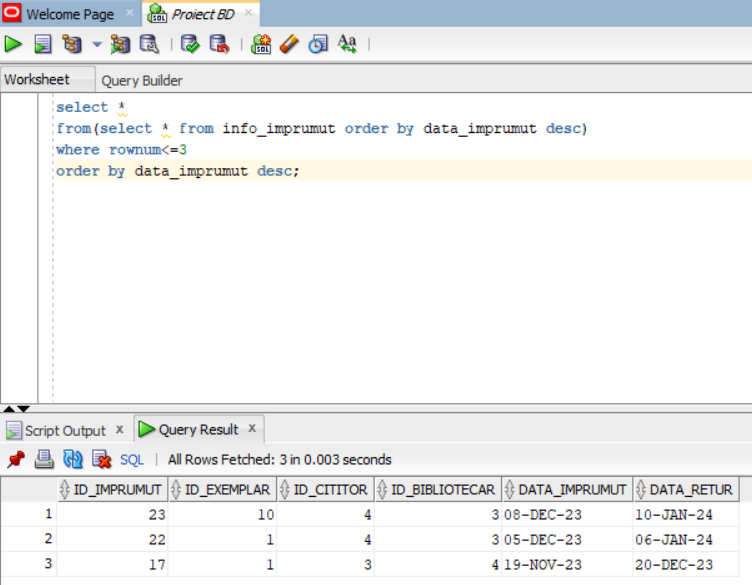 Welcome Page × SQL Proiect BD ×
SQL Aa
Worksheet Query Builder
select *
from(select * from info_imprumut order by data_imprumut desc)
where rownum<=3
order by data_imprumut desc;
Script Output x Query Result x
SQL | All Rows Fetched: 3 in 0.003 seconds
ID_IMPRUMUT ID_EXEMPLAR ID_CITITOR ID_BIBLIOTECAR DATA_IMPRUMUT DATA_RETUR
1 23 10 4 3 08-DEC-23 10-JAN-24
2 22 1 4 3 05-DEC-23 06-JAN-24
3 17 1 3 4 19-NOV-23 20-DEC-23